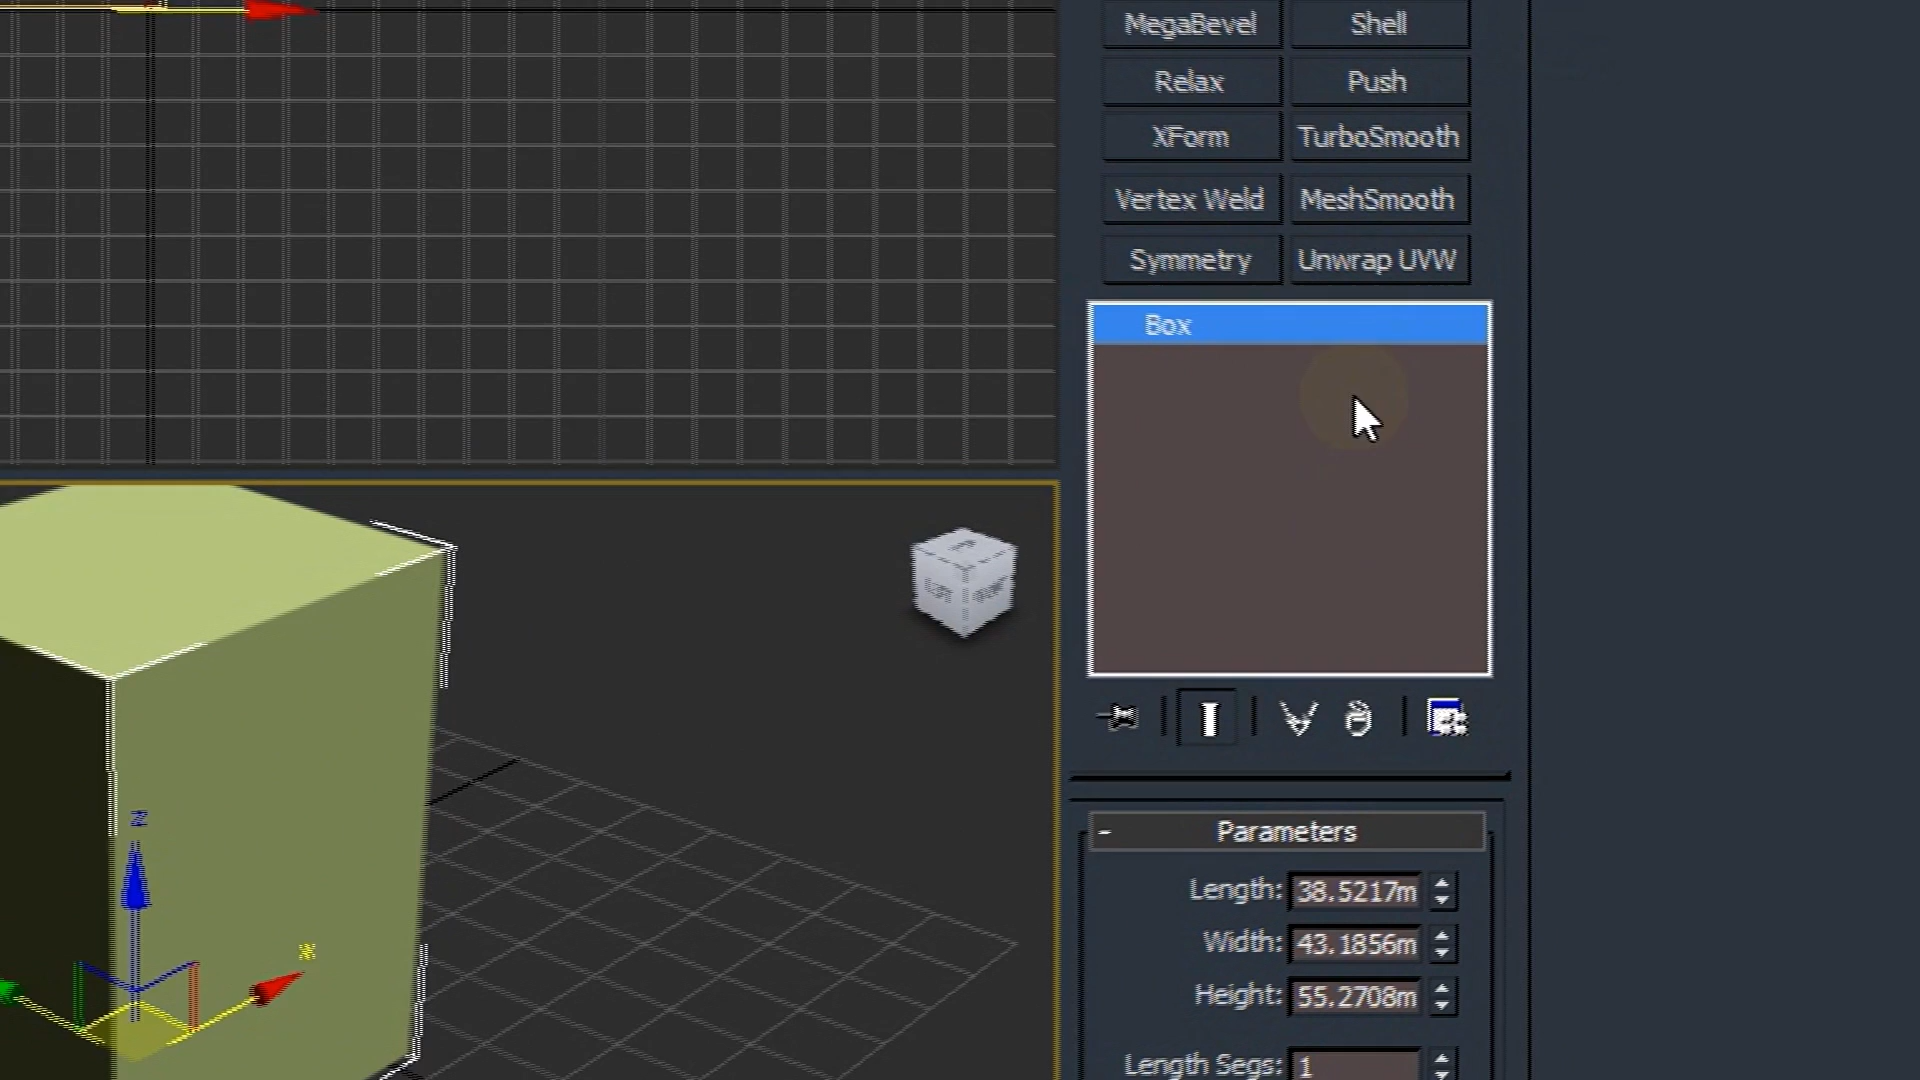 MegaBevel Shell
Relax Push
XForm TurboSmooth
Vertex Weld MeshSmooth
Symmetry Unwrap UVW
Box
Parameters
Length: 38.5217m
Width: 43.1856m
Height: 55.2708m
Length Segs: 1
z
x